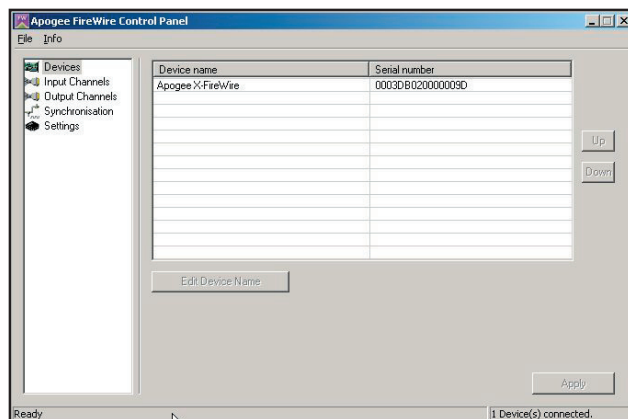 Apogee FireWire Control Panel
File Info
Devices
Input Channels
Output Channels
Synchronisation
Settings
Device name Serial number
Apogee X-FireWire 0003DB020000009D
Up
Down
Edit Device Name
Apply
Ready 1 Device(s) connected.